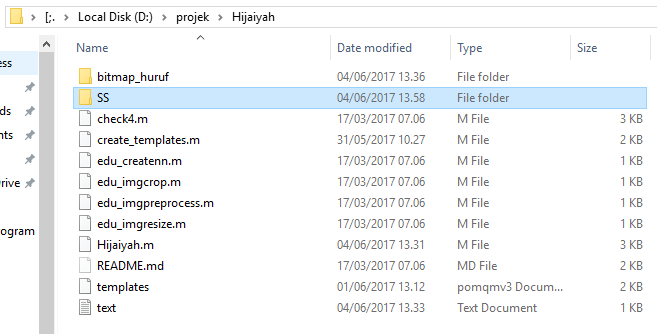 [;. > Local Disk (D:) > projek > Hijaiyah
Name Date modified Type Size
ess
bitmap_huruf 04/06/2017 13.36 File folder
SS 04/06/2017 13.58 File folder
ds check4.m 17/03/2017 07.06 M File 3 KB
nts create_templates.m 31/05/2017 10.27 M File 2 KB
edu_createnn.m 17/03/2017 07.06 M File 1 KB
Drive edu_imgcrop.m 17/03/2017 07.06 M File 1 KB
edu_imgpreprocess.m 17/03/2017 07.06 M File 1 KB
rogram edu_imgresize.m 17/03/2017 07.06 M File 1 KB
Hijaiyah.m 04/06/2017 13.31 M File 3 KB
README.md 17/03/2017 07.06 MD File 2 KB
templates 01/06/2017 13.12 pomqmv3 Docum... 2 KB
text 04/06/2017 13.33 Text Document 1 KB